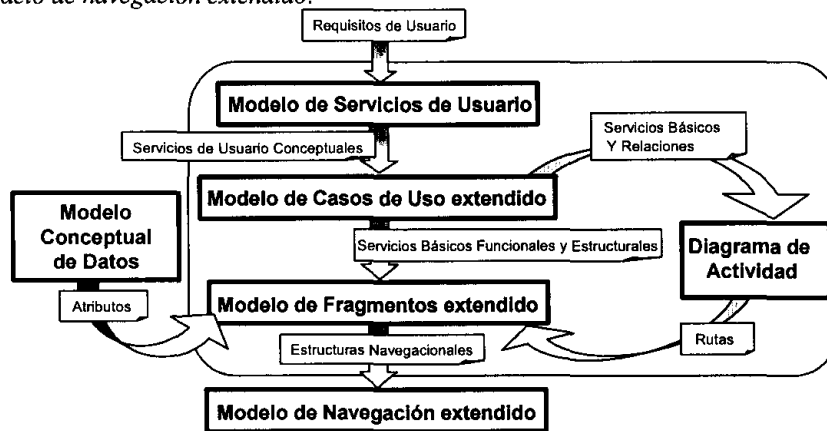 delo de navegación extendido.
Requisitos de Usuario
Modelo de Servicios de Usuario
Servicios de Usuario Conceptuales
Servicios Básicos
Y Relaciones
Modelo de Casos de Uso extendido
Modelo
Conceptual
de Datos
Servicios Básicos Funcionales y Estructurales
Diagrama de
Actividad
Atributos
Modelo de Fragmentos extendido
Estructuras Navegacionales
Rutas
Modelo de Navegación extendido